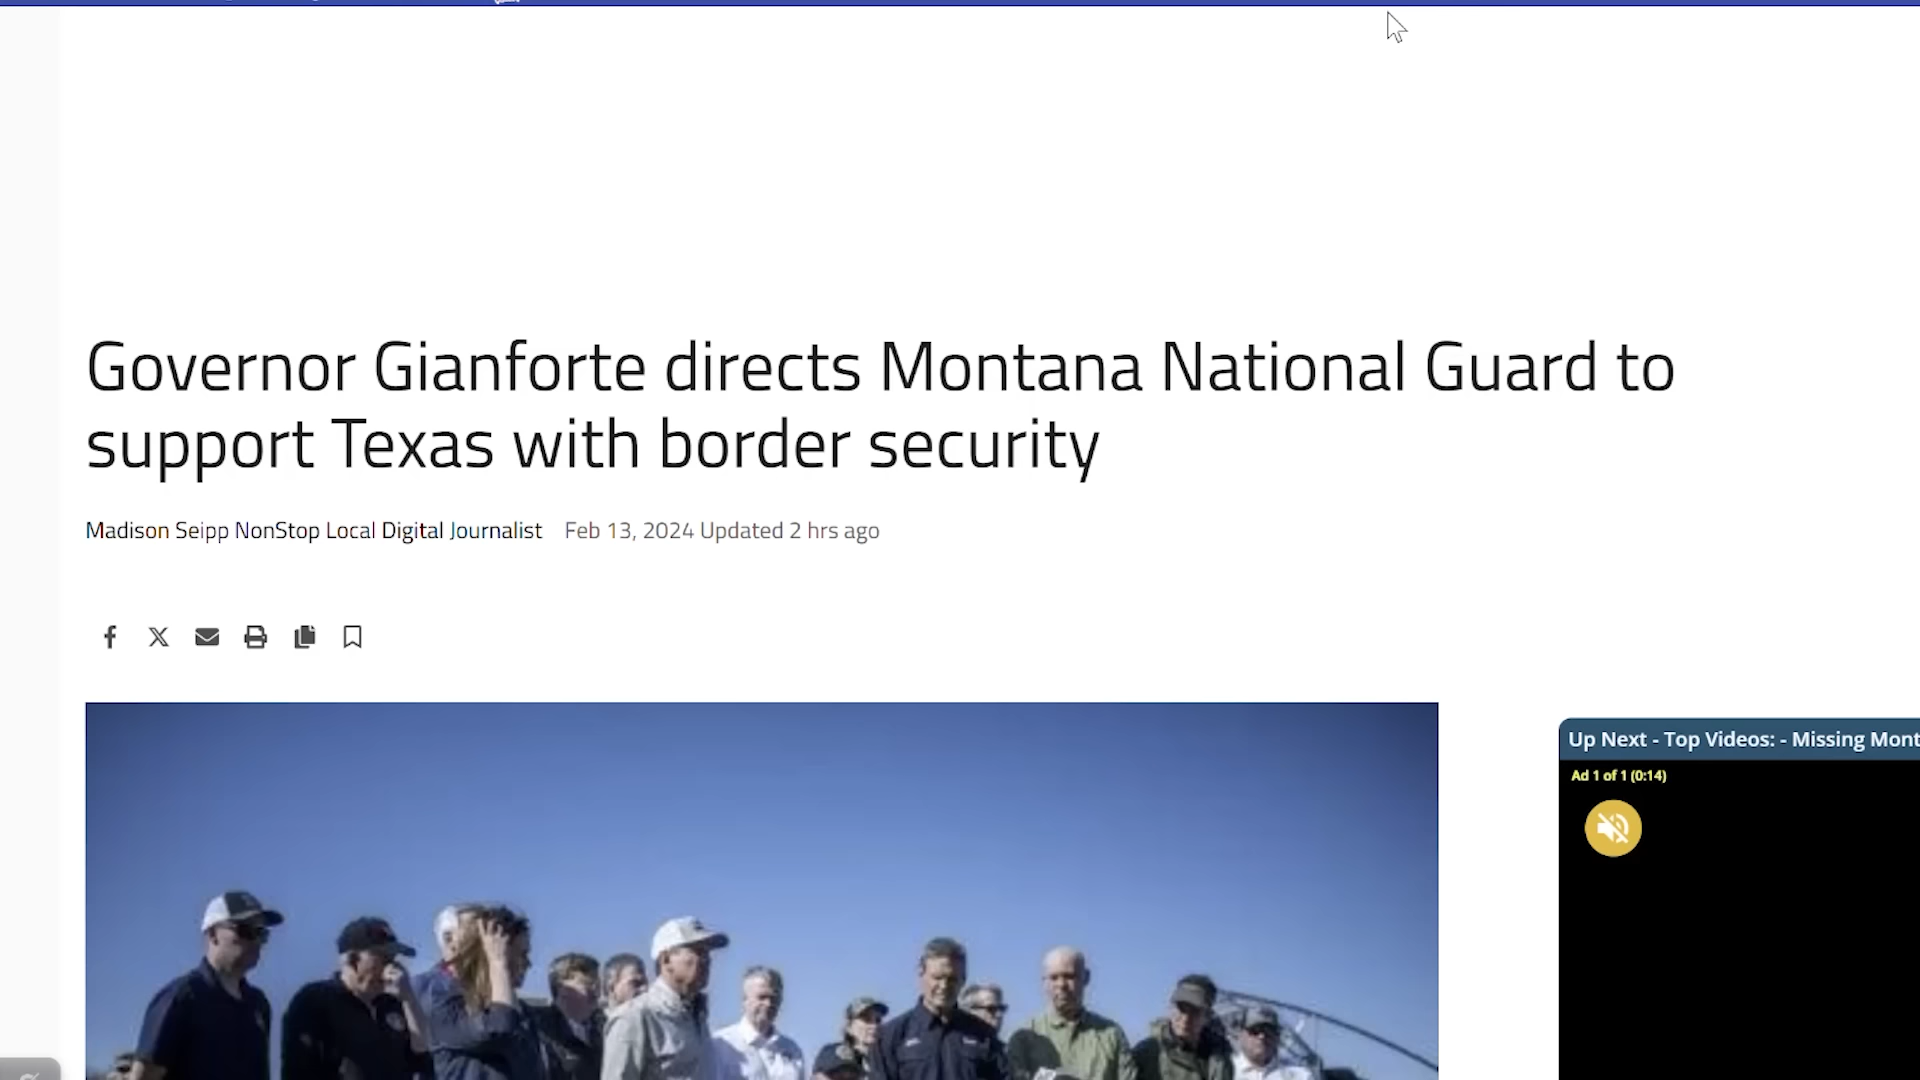 Governor Gianforte directs Montana National Guard to
support Texas with border security
Madison Seipp NonStop Local Digital Journalist Feb 13, 2024 Updated 2 hrs ago
Up Next - Top Videos: - Missing Mont
Ad 1 of 1 (0:14)